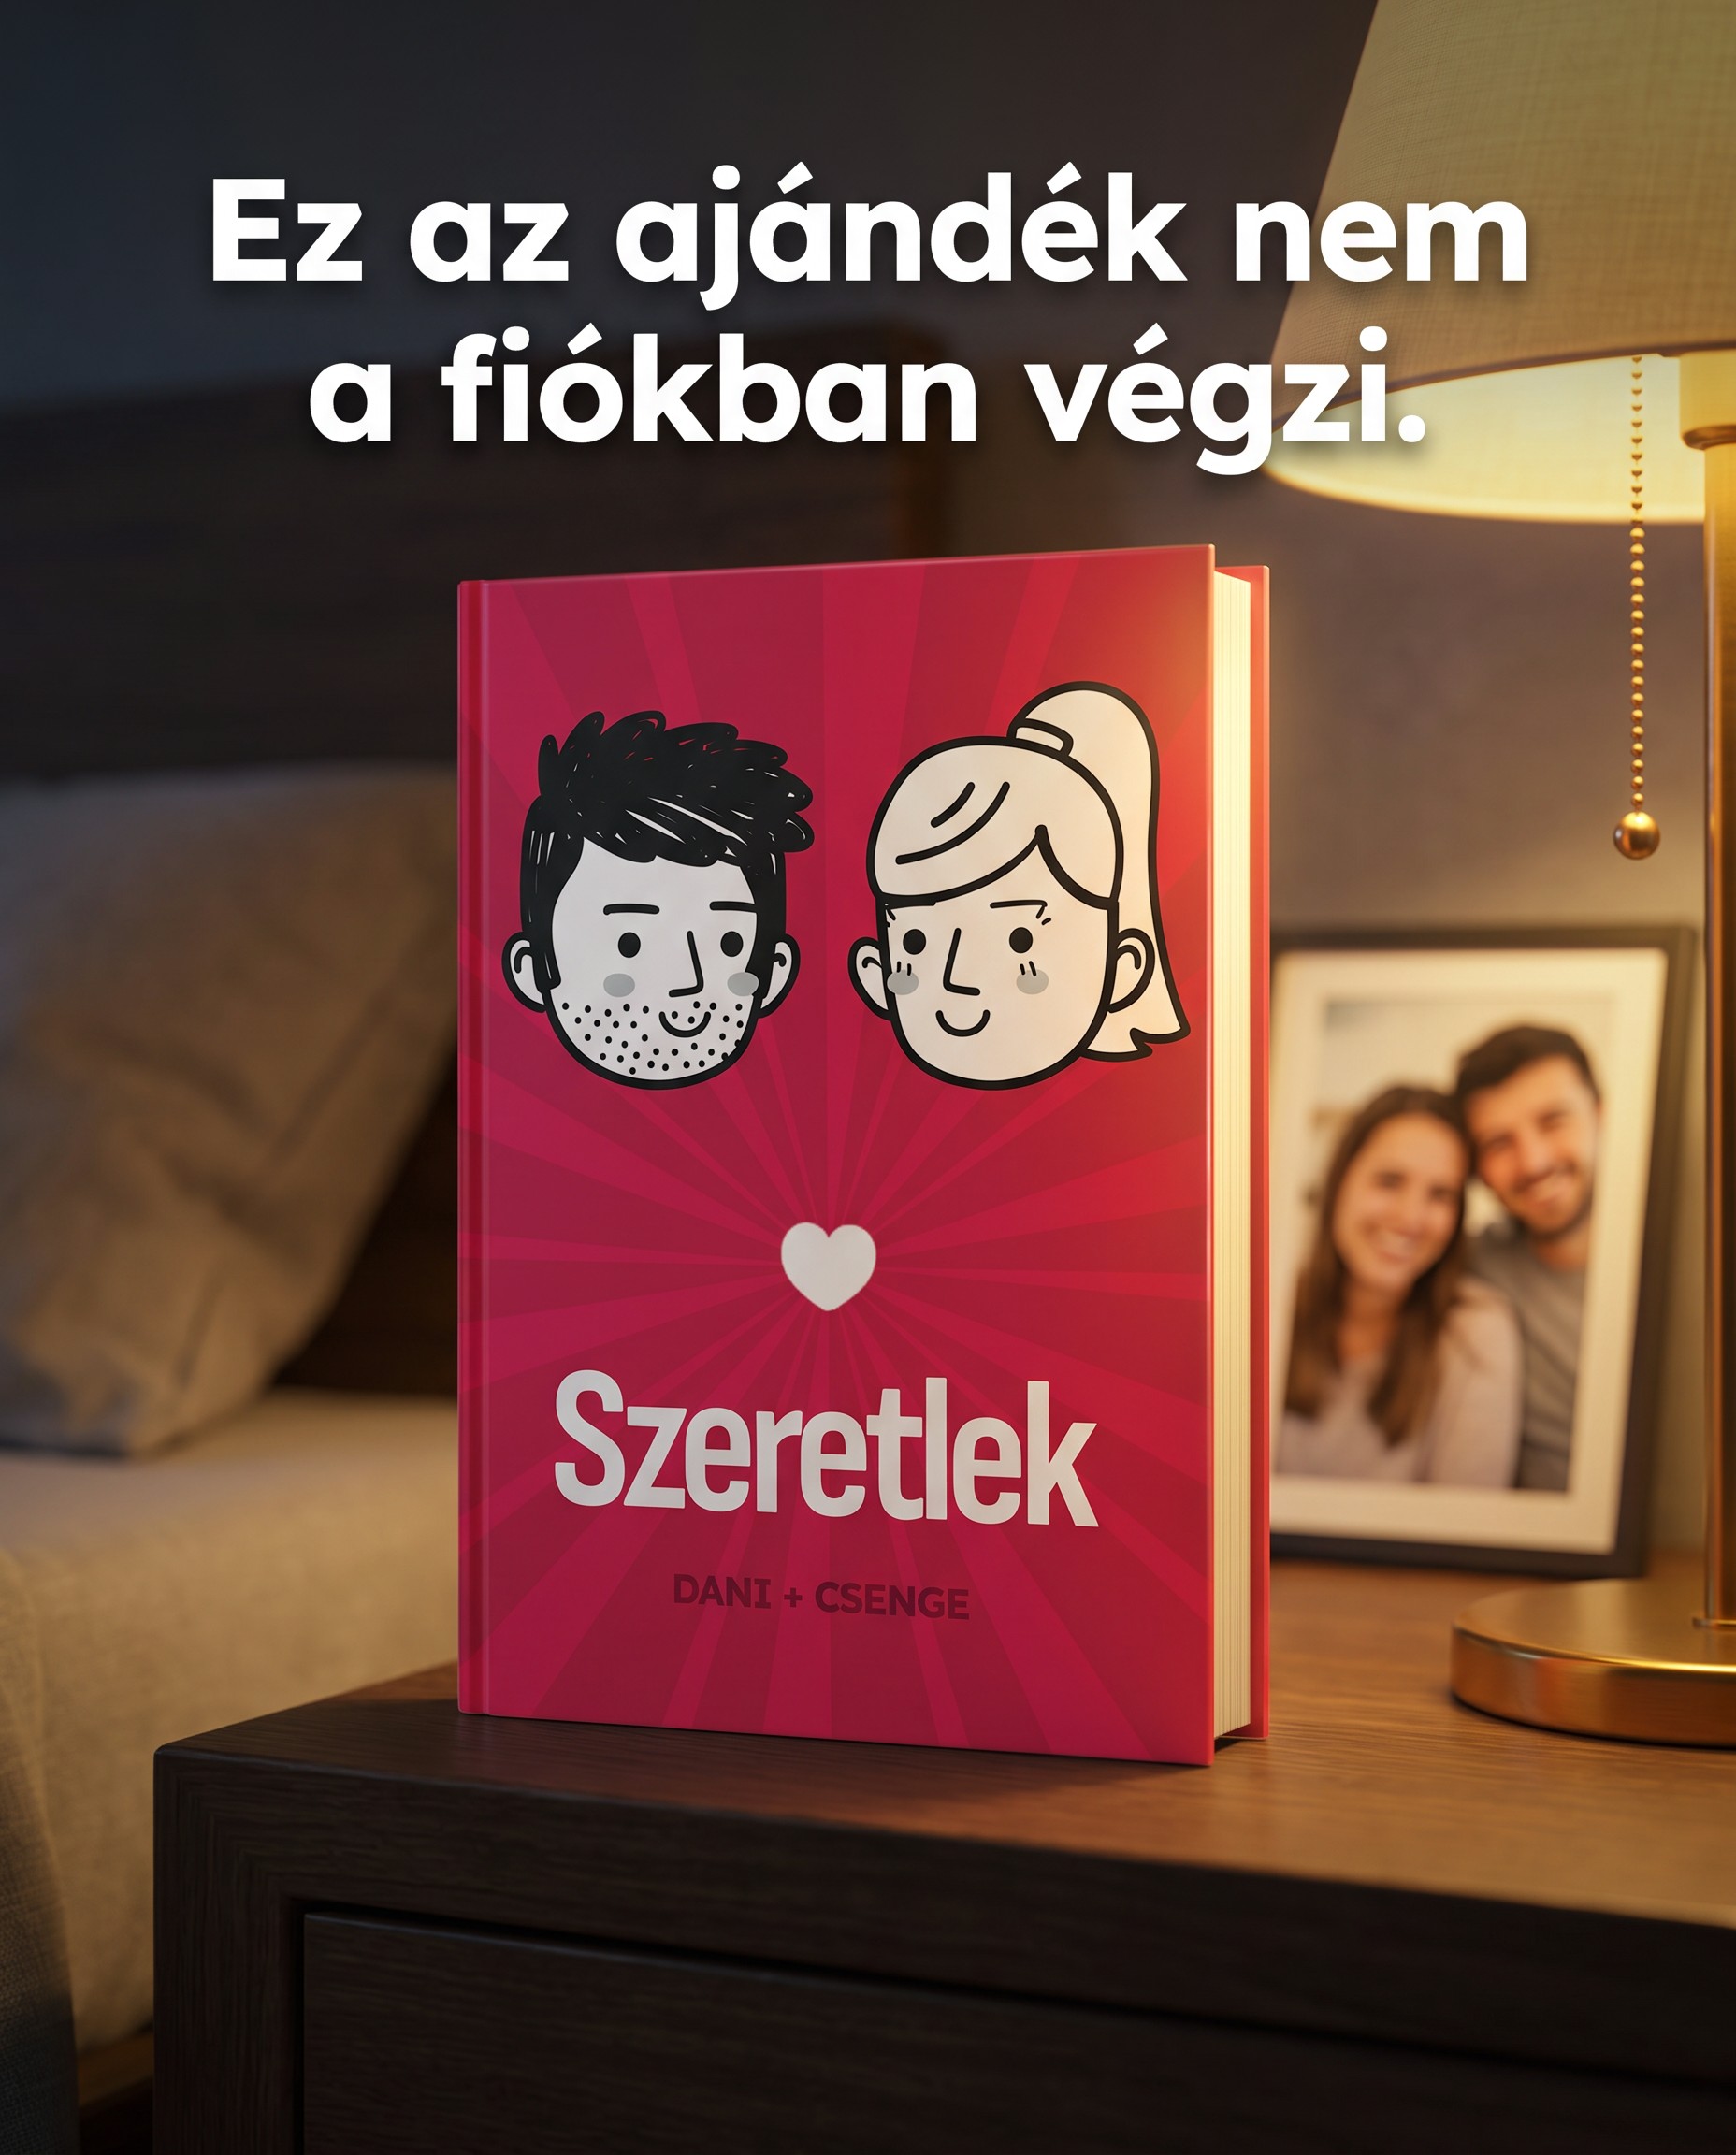 Ez az ajándék nem
a fiókban végzi.
Szeretlek
DANI + CSENGE